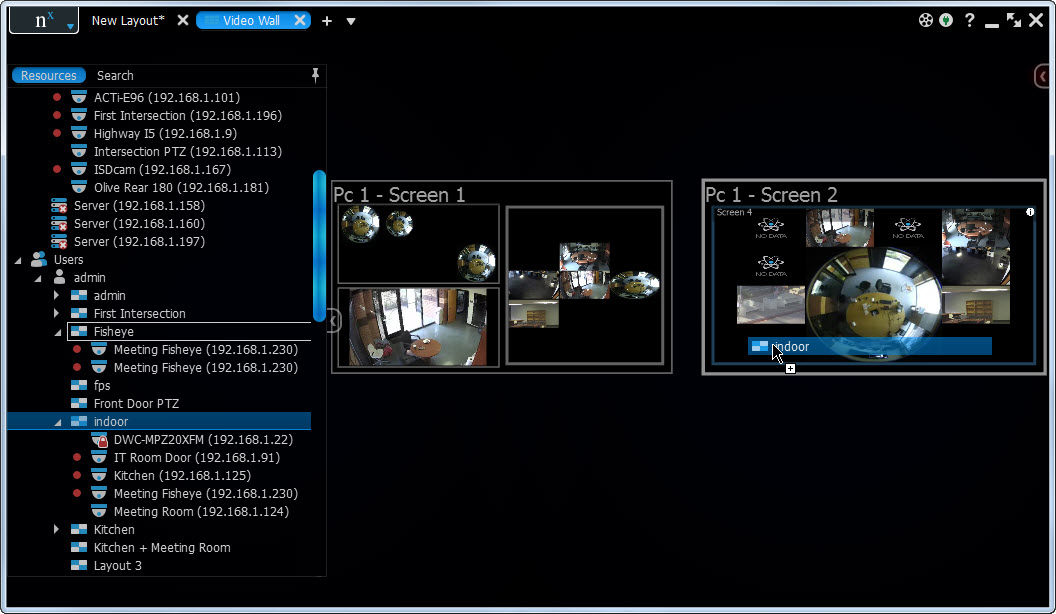 nx New Layout* Video Wall
Resources Search
ACTi-E96 (192.168.1.101)
First Intersection (192.168.1.196)
Highway I5 (192.168.1.9)
Intersection PTZ (192.168.1.113)
ISDcam (192.168.1.167)
Olive Rear 180 (192.168.1.181)
Server (192.168.1.158)
Server (192.168.1.160)
Server (192.168.1.197)
Users
admin
admin
First Intersection
Fisheye
Meeting Fisheye (192.168.1.230)
Meeting Fisheye (192.168.1.230)
fps
Front Door PTZ
indoor
DWC-MPZ20XFM (192.168.1.22)
IT Room Door (192.168.1.91)
Kitchen (192.168.1.125)
Meeting Fisheye (192.168.1.230)
Meeting Room (192.168.1.124)
Kitchen
Kitchen + Meeting Room
Layout 3
Pc 1 - Screen 1
Pc 1 - Screen 2
Screen 4
NO DATA
NO DATA
NO DATA
indoor